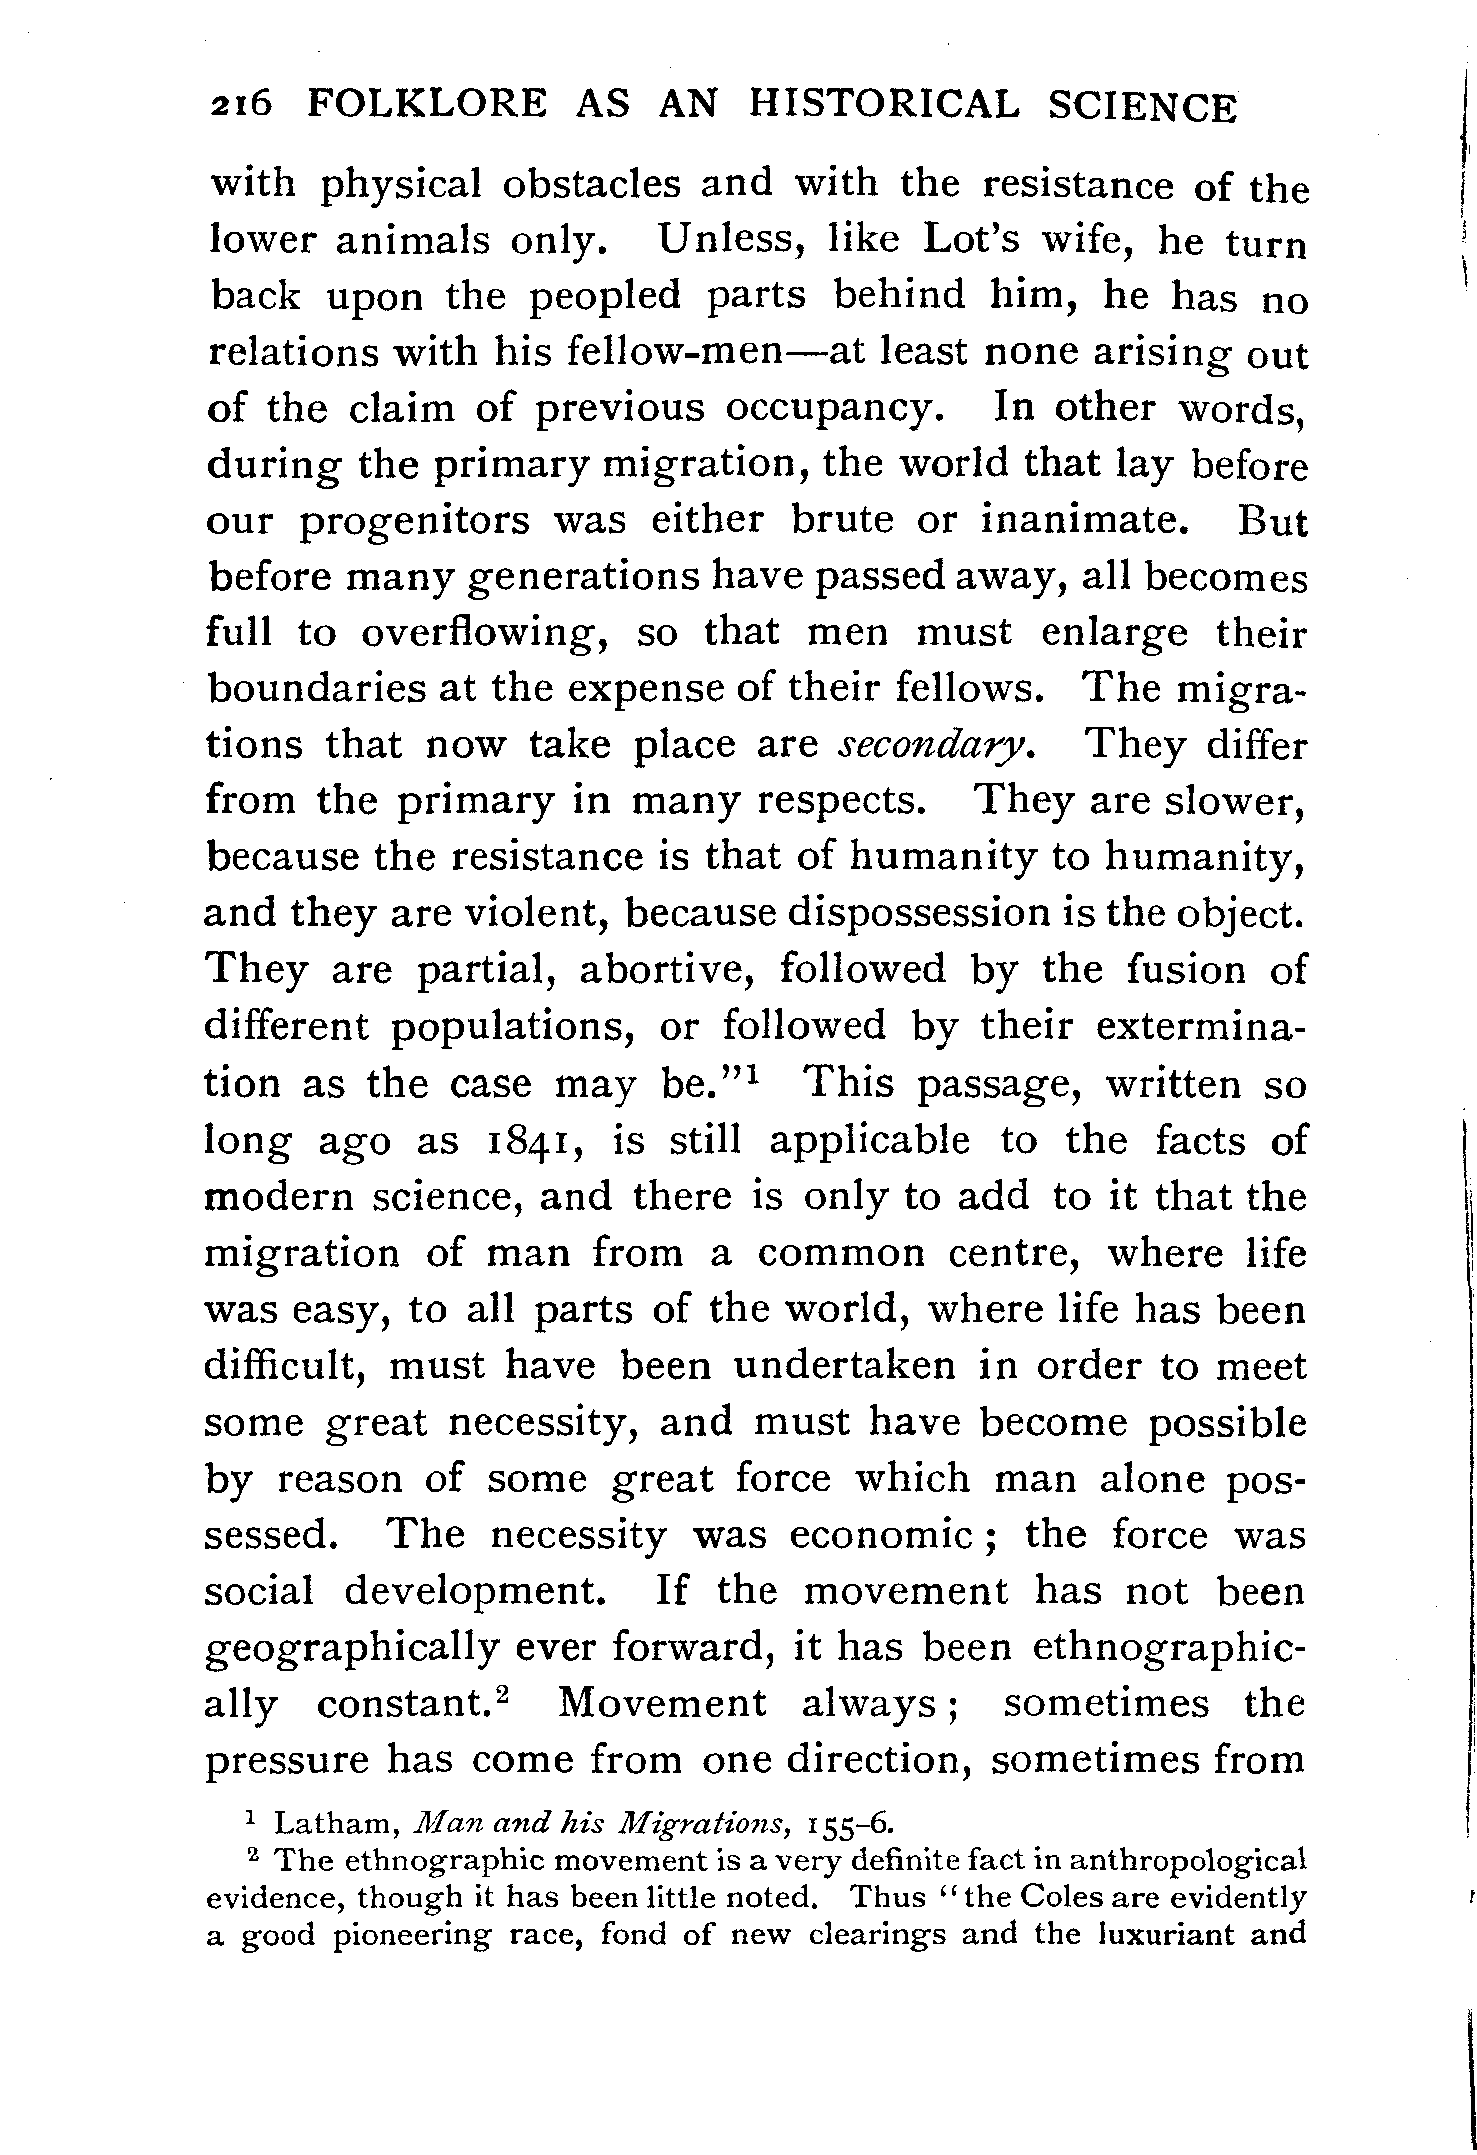 216 FOLKLORE AS AN HISTORICAL SCIENCE
with physical obstacles and with the resistance of the
lower animals only. Unless, like Lot's wife, he turn
back upon the peopled parts behind him, he has no
relations with his fellow-men—at least none arising out
of the claim of previous occupancy. In other words,
during the primary migration, the world that lay before
our progenitors was either brute or inanimate. But
before many generations have passed away, all becomes
full to overflowing, so that men must enlarge their
boundaries at the expense of their fellows. The migra-
tions that now take place are secondary. They differ
from the primary in many respects. They are slower,
because the resistance is that of humanity to humanity,
and they are violent, because dispossession is the object.
They are partial, abortive, followed by the fusion of
different populations, or followed by their extermina-
tion as the case may be."¹ This passage, written so
long ago as 1841, is still applicable to the facts of
modern science, and there is only to add to it that the
migration of man from a common centre, where life
was easy, to all parts of the world, where life has been
difficult, must have been undertaken in order to meet
some great necessity, and must have become possible
by reason of some great force which man alone pos-
sessed. The necessity was economic; the force was
social development. If the movement has not been
geographically ever forward, it has been ethnographic-
ally constant.² Movement always; sometimes the
pressure has come from one direction, sometimes from
¹ Latham, Man and his Migrations, 155–6.
² The ethnographic movement is a very definite fact in anthropological
evidence, though it has been little noted. Thus "the Coles are evidently
a good pioneering race, fond of new clearings and the luxuriant and